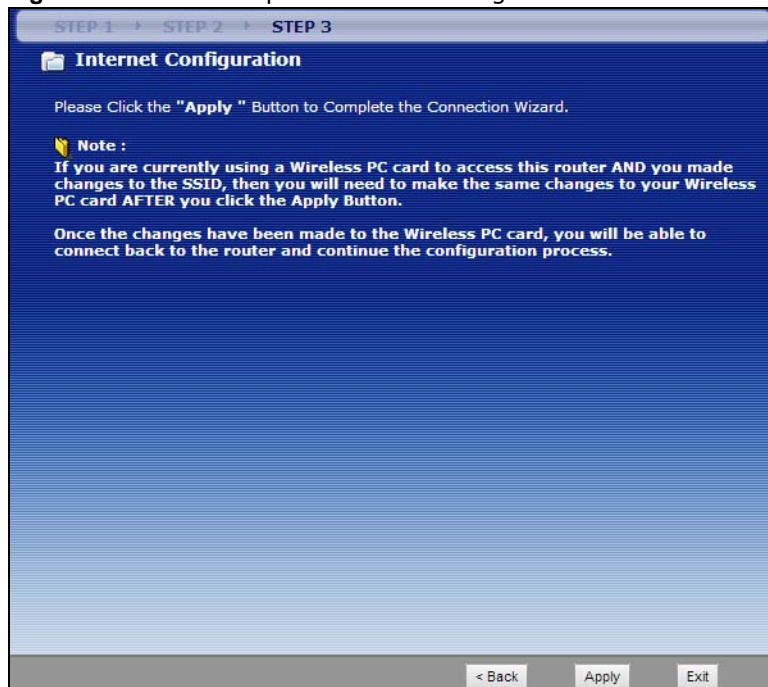 STEP 1 STEP 2 STEP 3
Internet Configuration
Please Click the "Apply " Button to Complete the Connection Wizard.
Note :
If you are currently using a Wireless PC card to access this router AND you made
changes to the SSID, then you will need to make the same changes to your Wireless
PC card AFTER you click the Apply Button.
Once the changes have been made to the Wireless PC card, you will be able to
connect back to the router and continue the configuration process.
< Back Apply Exit